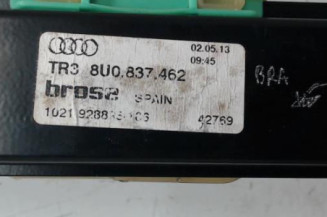 02.05.13
09:45
TR3 8U0.837.462
brose SPAIN
42769
BRA